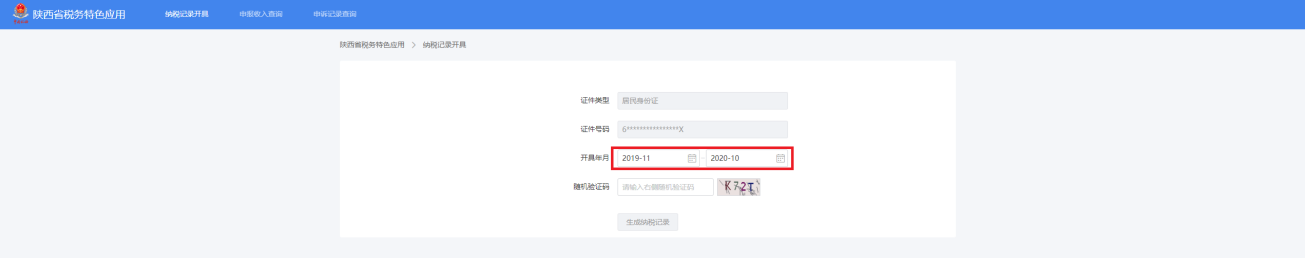 陕西省税务特色应用 纳税记录开具 申报收入查询 申诉记录查询
陕西省税务特色应用 > 纳税记录开具
证件类型 居民身份证
证件号码 6***************X
开具年月 2019-11 - 2020-10
随机验证码 请输入右侧随机验证码
生成纳税记录